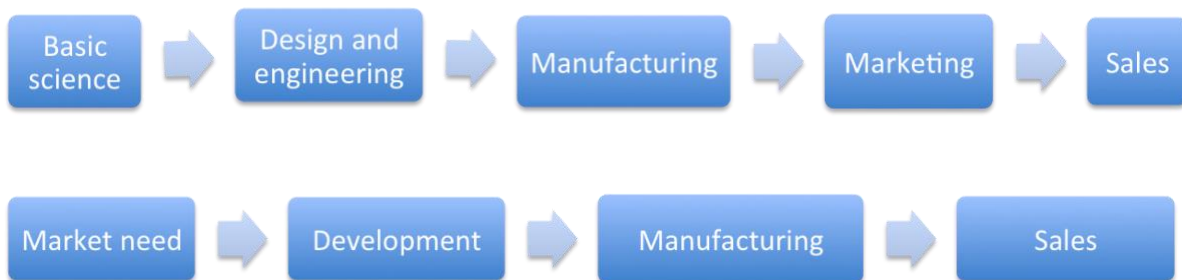 Basic
science
Design and
engineering
Manufacturing
Marketing
Sales
Market need
Development
Manufacturing
Sales